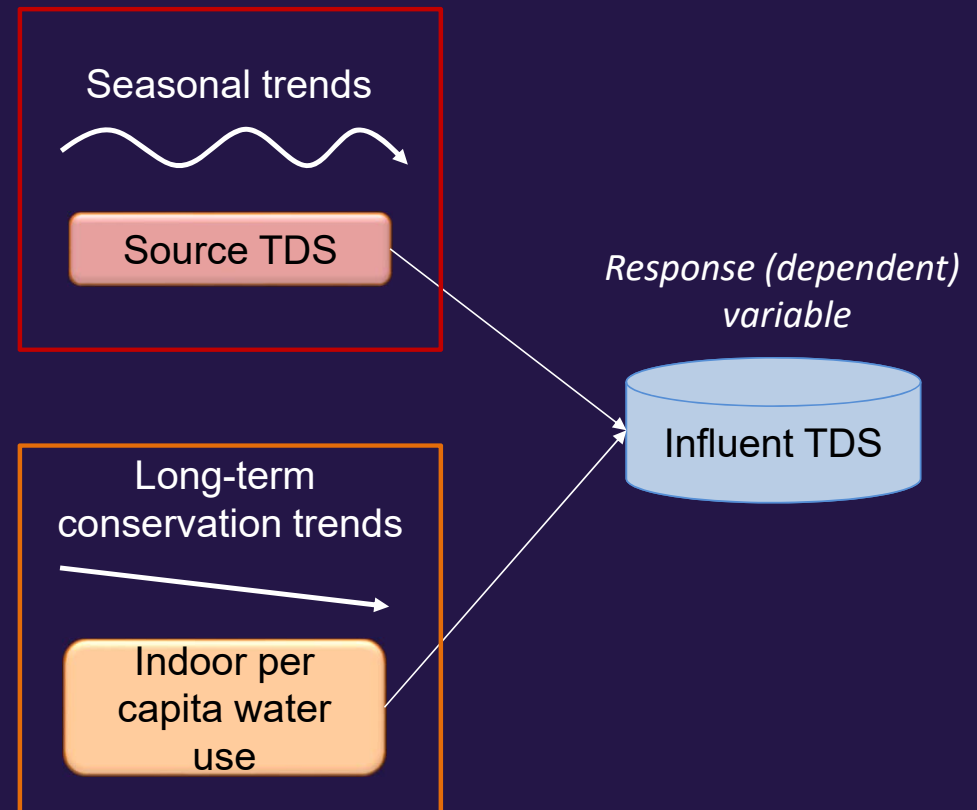 Seasonal trends
Source TDS
Response (dependent)
variable
Influent TDS
Long-term
conservation trends
Indoor per
capita water
use